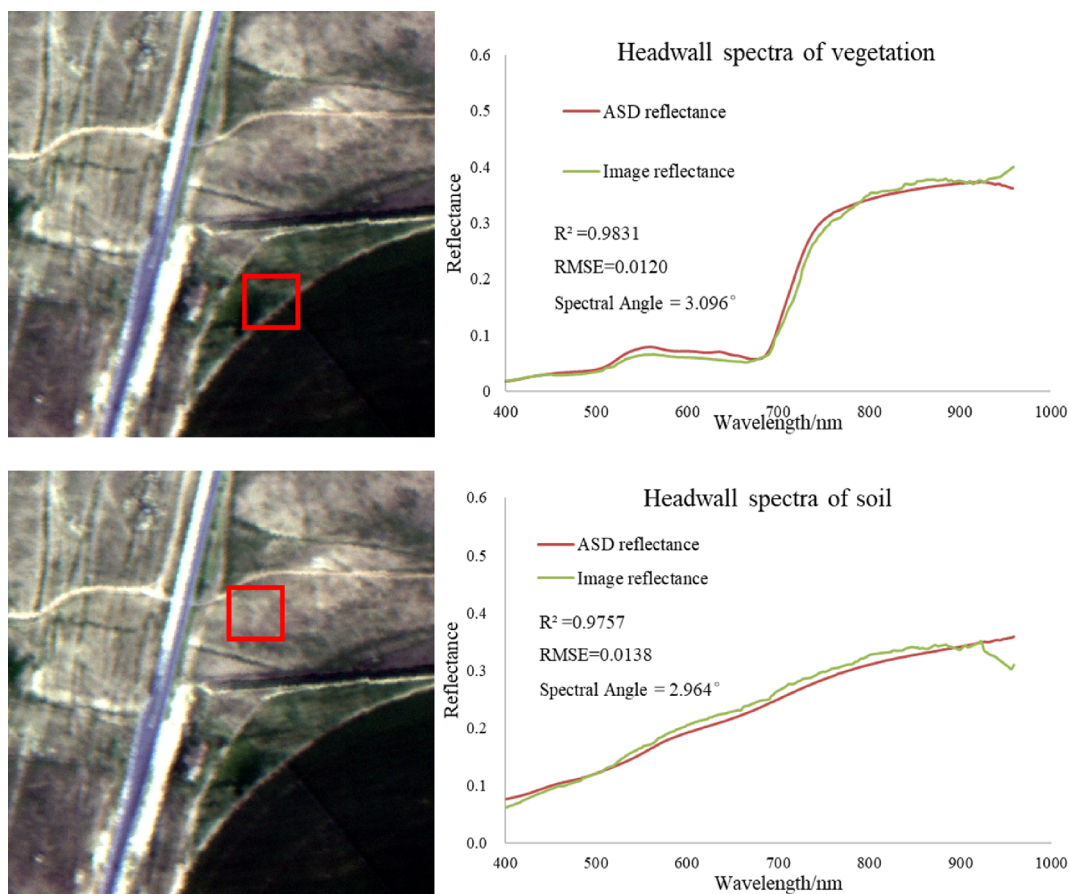 Headwall spectra of vegetation
0.6
0.5
0.4
0.3
0.2
0.1
0
Reflectance
ASD reflectance
Image reflectance
R² =0.9831
RMSE=0.0120
Spectral Angle = 3.096°
400 500 600 700 800 900 1000
Wavelength/nm
Headwall spectra of soil
0.6
0.5
0.4
0.3
0.2
0.1
0.0
Reflectance
ASD reflectance
Image reflectance
R² =0.9757
RMSE=0.0138
Spectral Angle = 2.964°
400 500 600 700 800 900 1000
Wavelength/nm